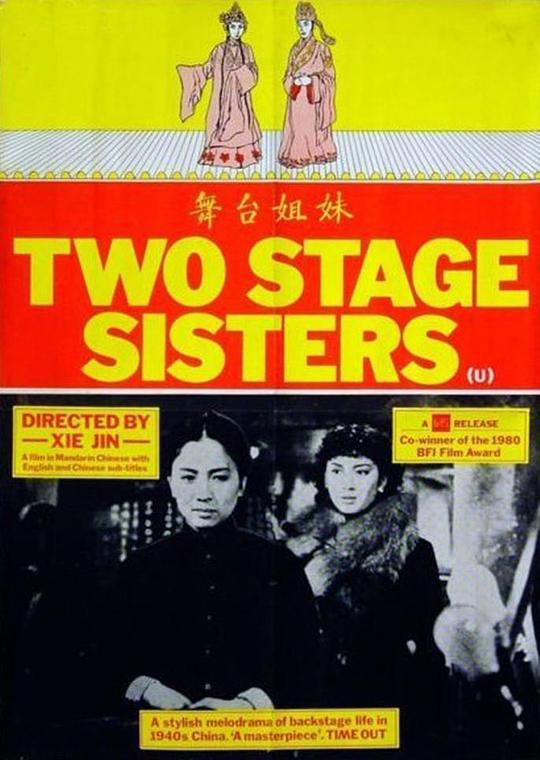 舞台姐妹
TWO STAGE
SISTERS (U)
DIRECTED BY
— XIE JIN —
A film in Mandarin Chinese with
English and Chinese sub-titles
A bfi RELEASE
Co-winner of the 1980
BFI Film Award
A stylish melodrama of backstage life in
1940s China. 'A masterpiece'. TIME OUT